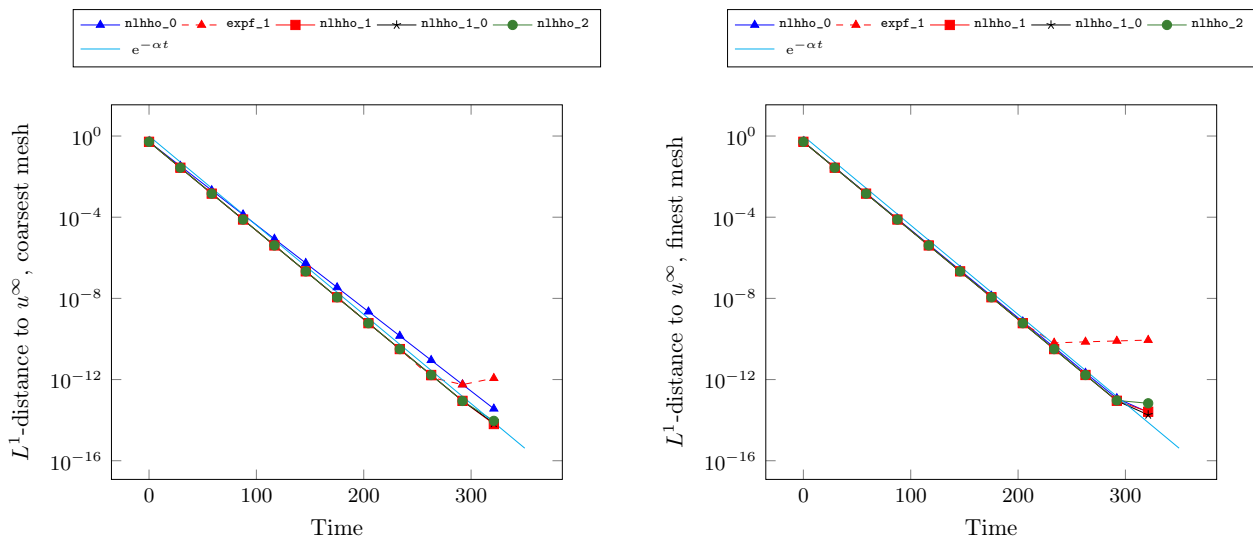 nlhho_0 expf_1 nlhho_1 nlhho_1_0 nlhho_2
e^{−αt}
nlhho_0 expf_1 nlhho_1 nlhho_1_0 nlhho_2
e^{−αt}
L^1-distance to u^∞, coarsest mesh
10^0
10^{−4}
10^{−8}
10^{−12}
10^{−16}
0 100 200 300
Time
L^1-distance to u^∞, finest mesh
10^0
10^{−4}
10^{−8}
10^{−12}
10^{−16}
0 100 200 300
Time